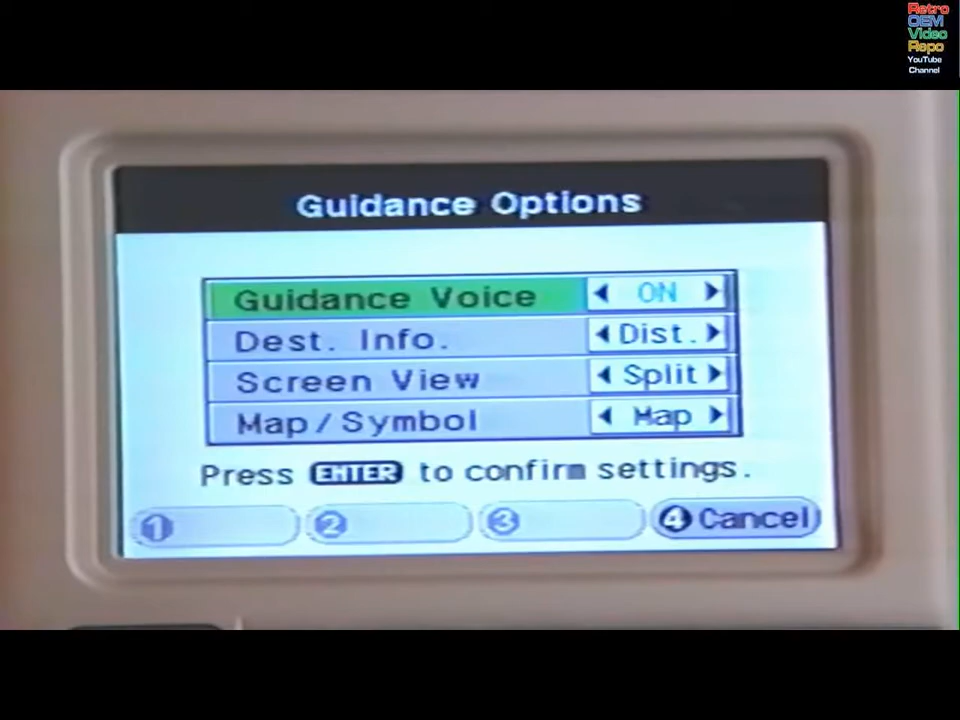 Retro
OEM
Video
Repo
YouTube
Channel
Guidance Options
Guidance Voice ON
Dest. Info. Dist.
Screen View Split
Map/Symbol Map
Press ENTER to confirm settings.
1 2 3 4 Cancel